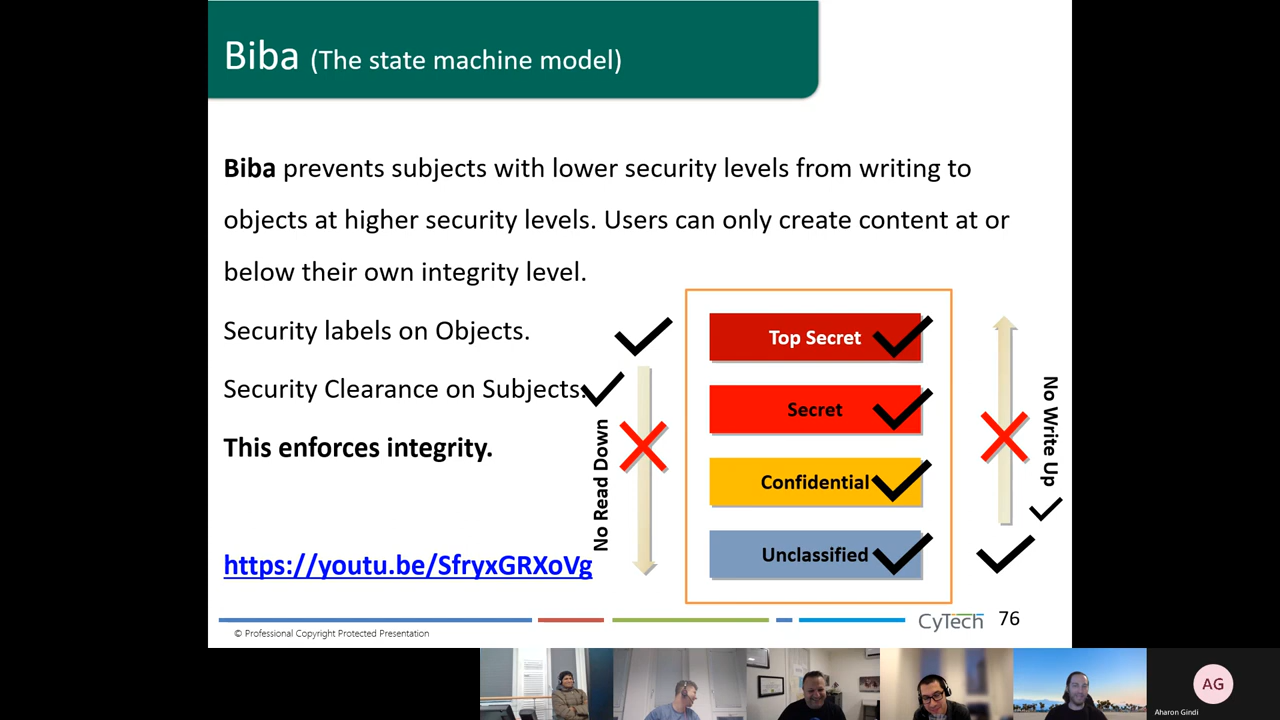 Biba (The state machine model)
Biba prevents subjects with lower security levels from writing to
objects at higher security levels. Users can only create content at or
below their own integrity level.
Security labels on Objects.
Security Clearance on Subjects.
This enforces integrity.
https://youtu.be/SfryxGRXoVg
No Read Down
Top Secret
Secret
Confidential
Unclassified
No Write Up
© Professional Copyright Protected Presentation
CyTech
76
AG
Aharon Gindi